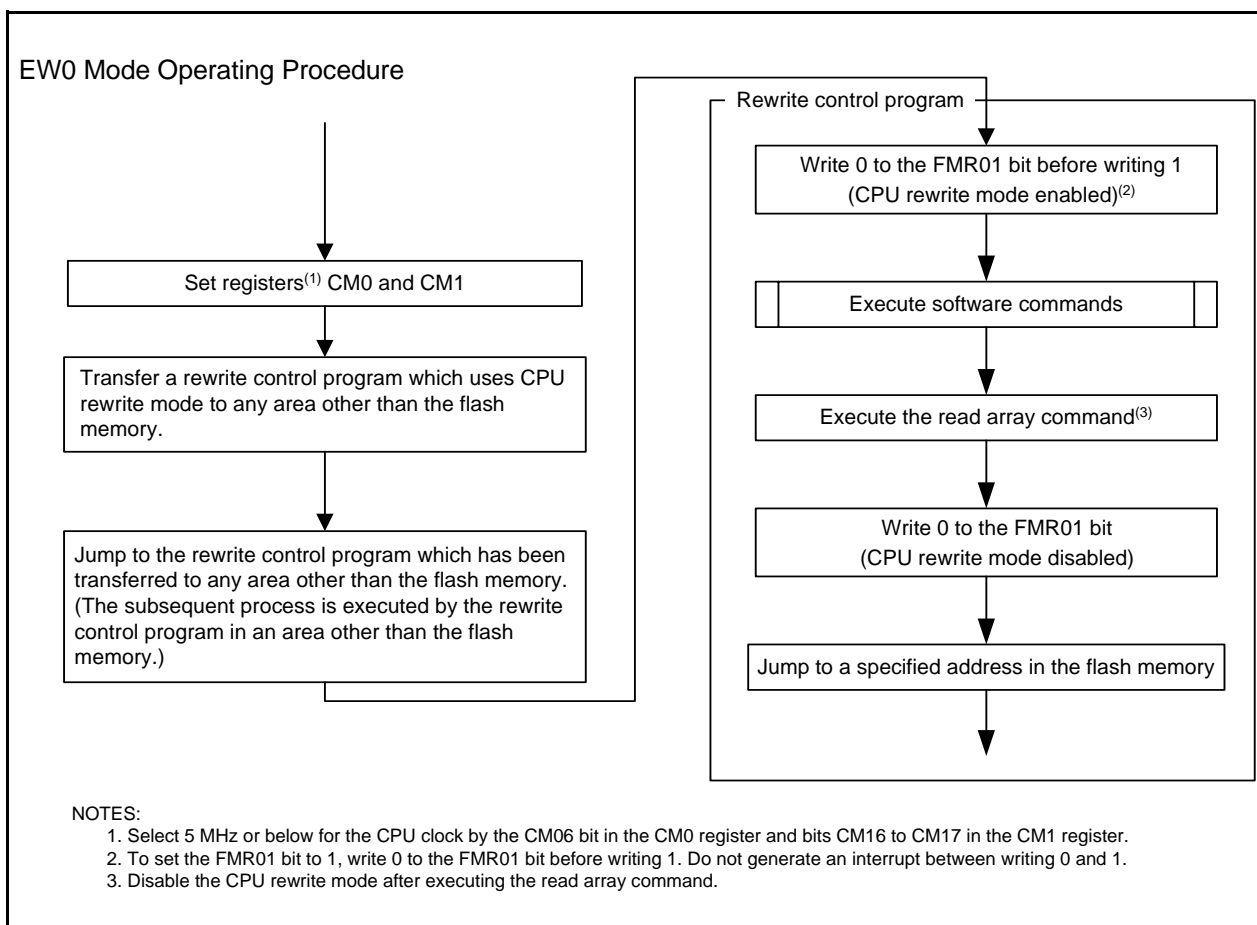 EW0 Mode Operating Procedure
Set registers(1) CM0 and CM1
Transfer a rewrite control program which uses CPU
rewrite mode to any area other than the flash
memory.
Jump to the rewrite control program which has been
transferred to any area other than the flash memory.
(The subsequent process is executed by the rewrite
control program in an area other than the flash
memory.)
Rewrite control program
Write 0 to the FMR01 bit before writing 1
(CPU rewrite mode enabled)(2)
Execute software commands
Execute the read array command(3)
Write 0 to the FMR01 bit
(CPU rewrite mode disabled)
Jump to a specified address in the flash memory
NOTES:
1. Select 5 MHz or below for the CPU clock by the CM06 bit in the CM0 register and bits CM16 to CM17 in the CM1 register.
2. To set the FMR01 bit to 1, write 0 to the FMR01 bit before writing 1. Do not generate an interrupt between writing 0 and 1.
3. Disable the CPU rewrite mode after executing the read array command.